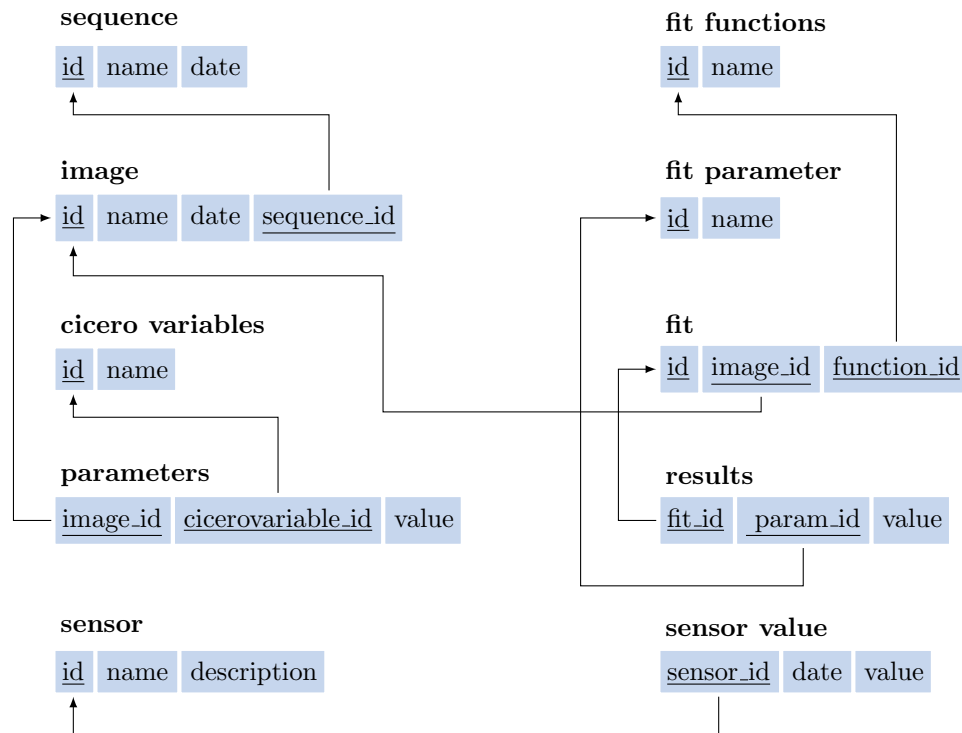 sequence
id name date
image
id name date sequence_id
cicero variables
id name
parameters
image_id cicerovariable_id value
sensor
id name description
fit functions
id name
fit parameter
id name
fit
id image_id function_id
results
fit_id param_id value
sensor value
sensor_id date value